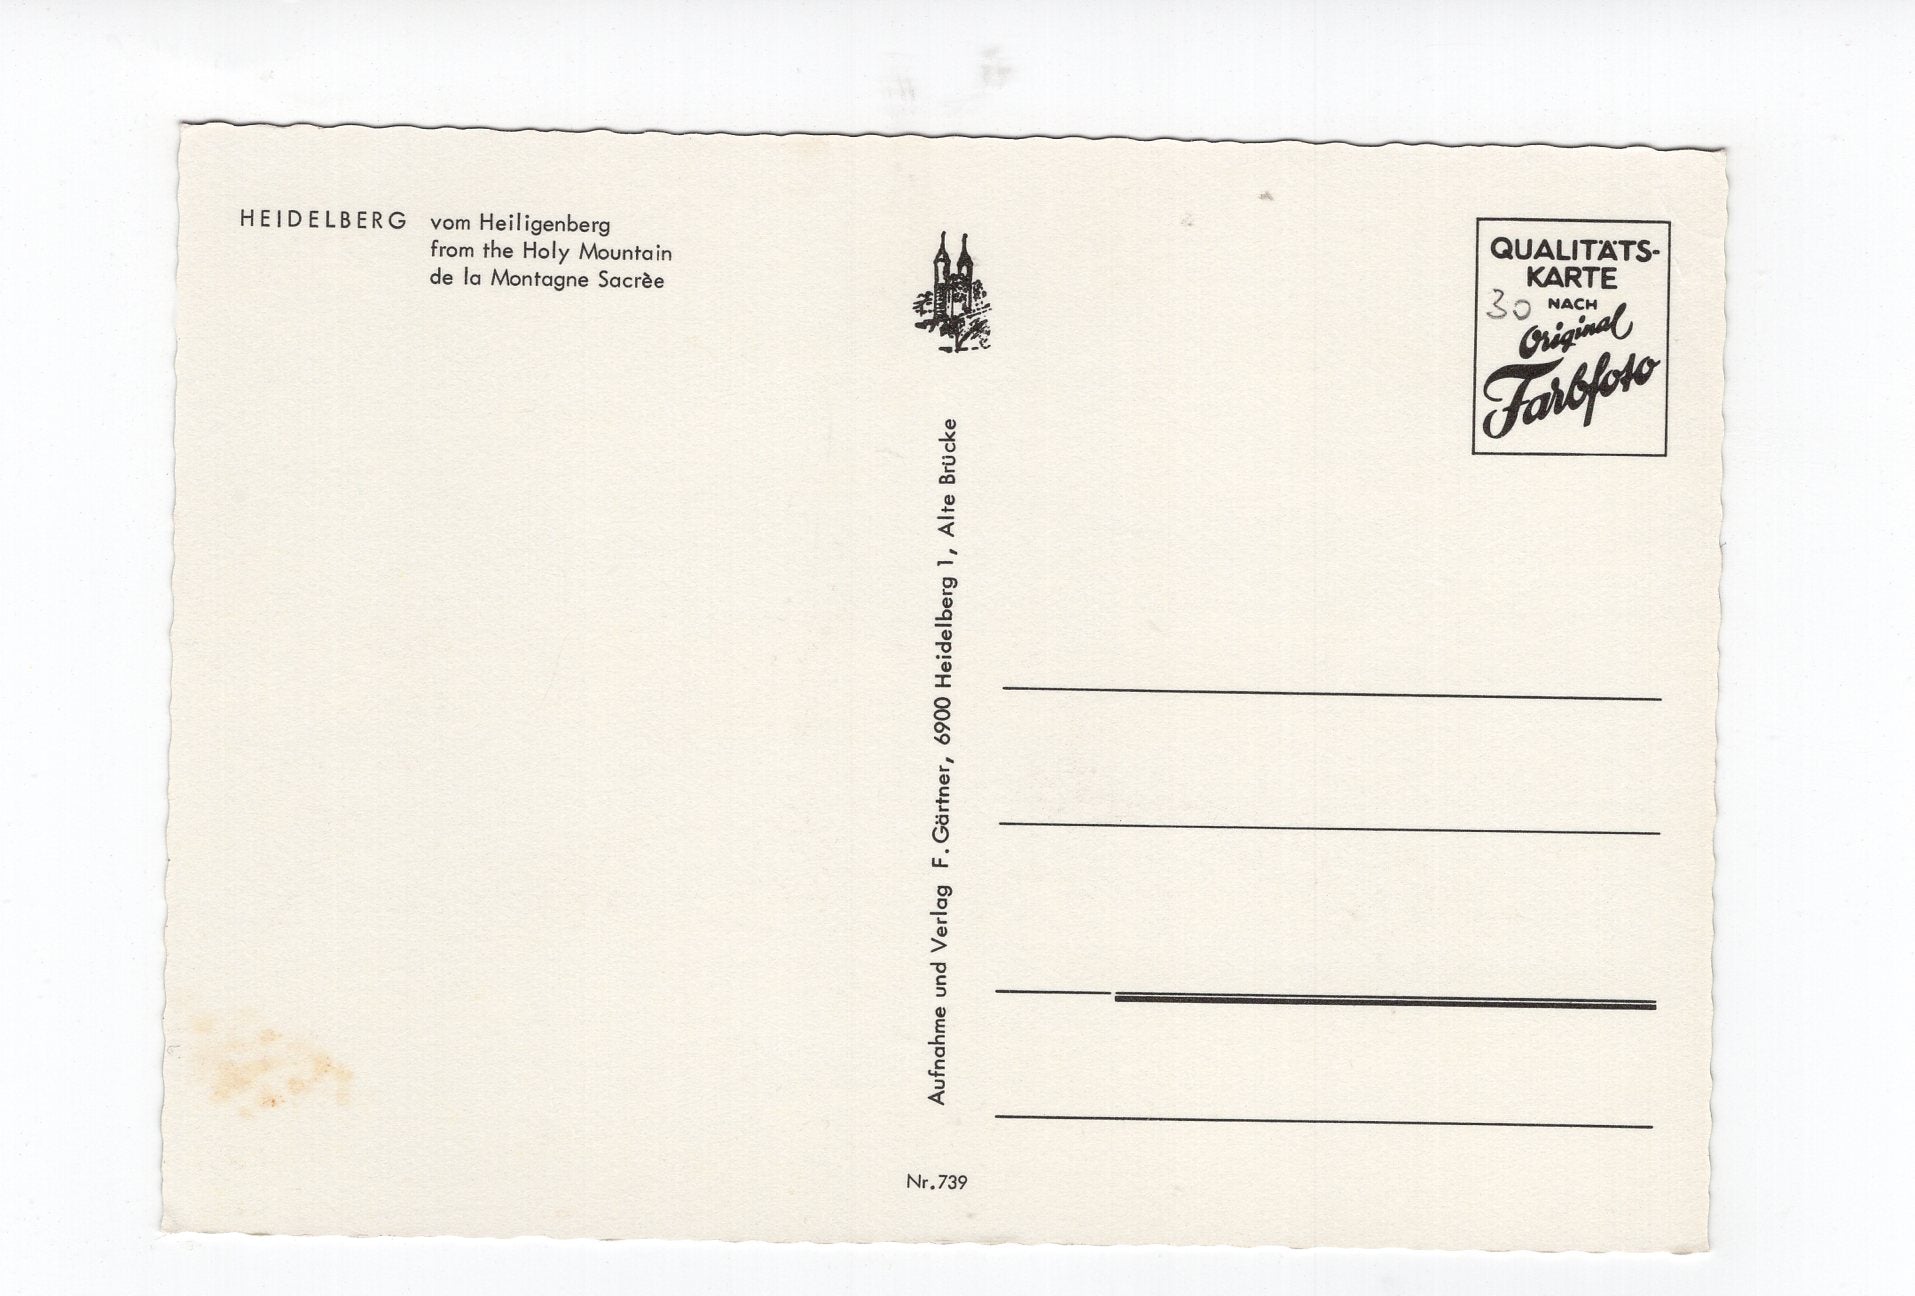 HEIDELBERG vom Heiligenberg
from the Holy Mountain
de la Montagne Sacrèe
QUALITÄTS-
KARTE
30 NACH
Original
Farbfoto
Aufnahme und Verlag F. Gärtner, 6900 Heidelberg 1, Alte Brücke
Nr. 739